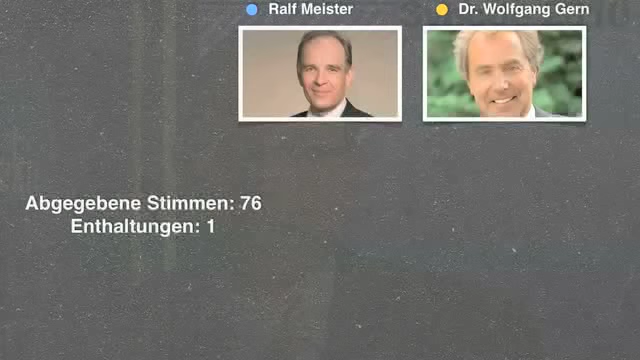 Ralf Meister
Dr. Wolfgang Gern
Abgegebene Stimmen: 76
Enthaltungen: 1